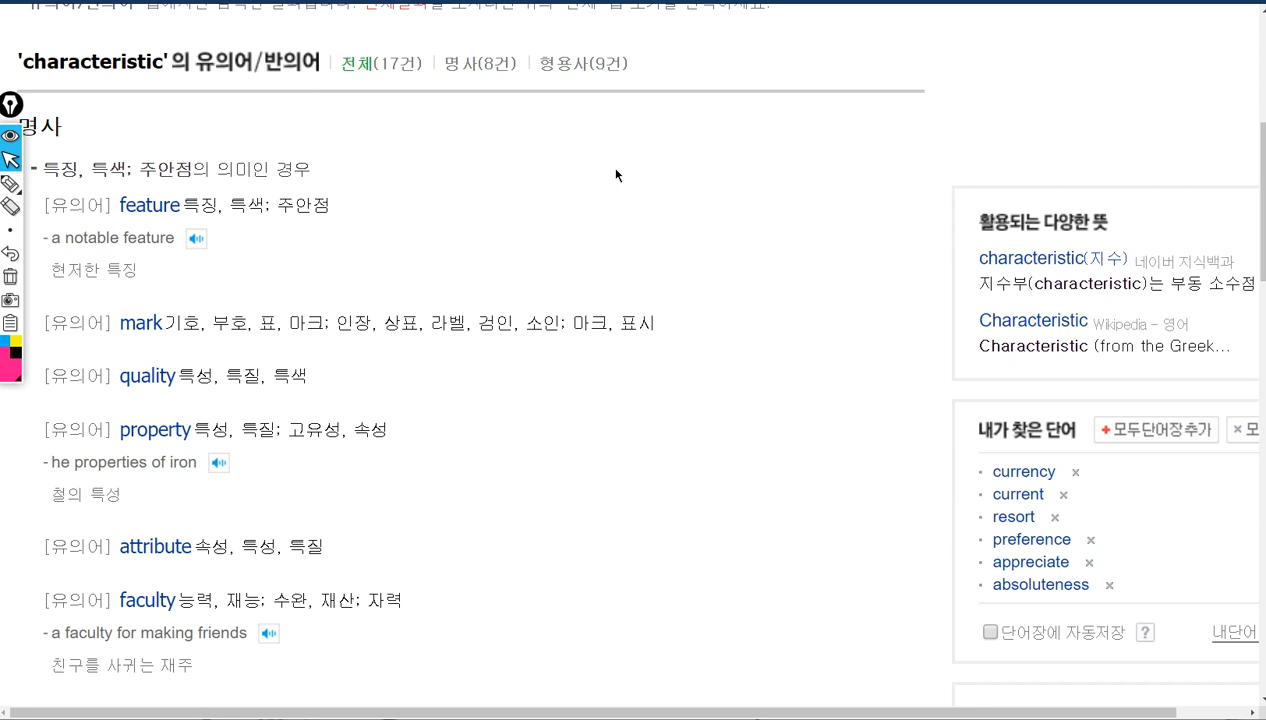 'characteristic'의 유의어/반의어 전체(17건) 명사(8건) 형용사(9건)
명사
- 특징, 특색; 주안점의 의미인 경우
[유의어] feature 특징, 특색; 주안점
- a notable feature
현저한 특징
[유의어] mark 기호, 부호, 표, 마크; 인장, 상표, 라벨, 검인, 소인; 마크, 표시
[유의어] quality 특성, 특질, 특색
[유의어] property 특성, 특질; 고유성, 속성
- he properties of iron
철의 특성
[유의어] attribute 속성, 특성, 특질
[유의어] faculty 능력, 재능; 수완, 재산; 자력
- a faculty for making friends
친구를 사귀는 재주
활용되는 다양한 뜻
characteristic(지수) 네이버 지식백과
지수부(characteristic)는 부동 소수점
Characteristic Wikipedia - 영어
Characteristic (from the Greek...
내가 찾은 단어 +모두단어장추가 × 모
· currency ×
· current ×
· resort ×
· preference ×
· appreciate ×
· absoluteness ×
단어장에 자동저장 ? 내단어